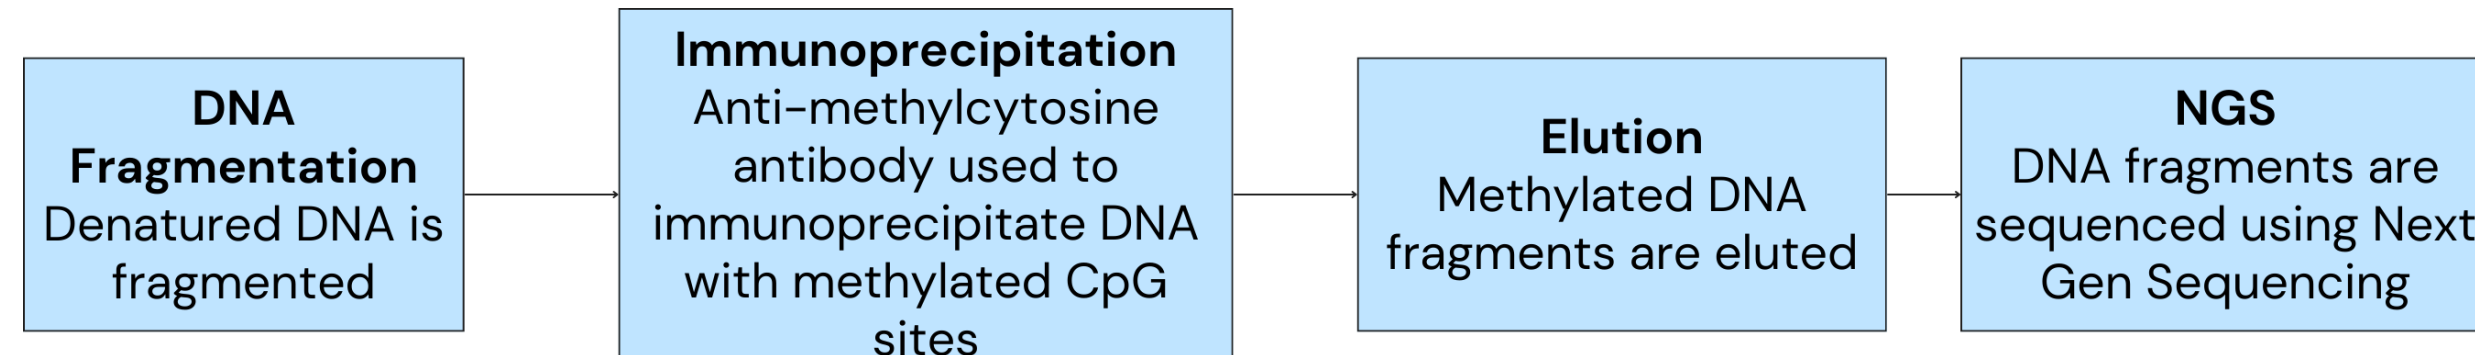 DNA
Fragmentation
Denatured DNA is
fragmented
Immunoprecipitation
Anti-methylcytosine
antibody used to
immunoprecipitate DNA
with methylated CpG
sites
Elution
Methylated DNA
fragments are eluted
NGS
DNA fragments are
sequenced using Next
Gen Sequencing